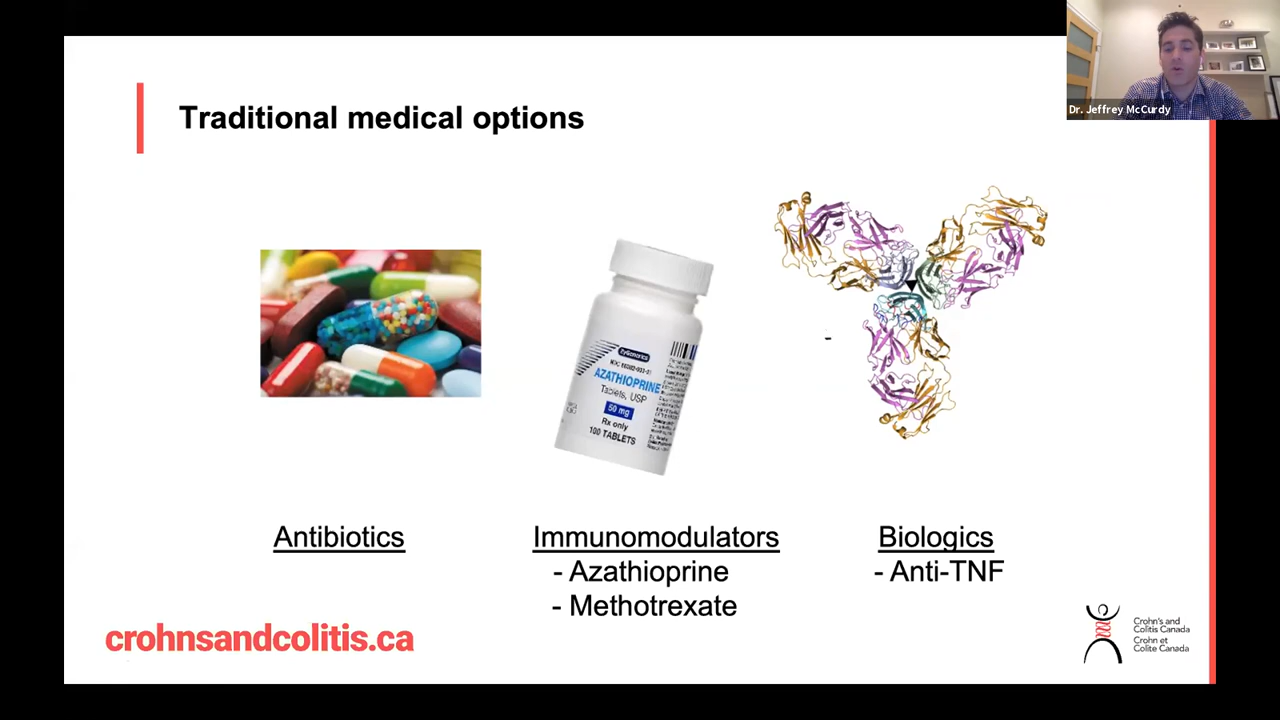 Dr. Jeffrey McCurdy
Traditional medical options
AZATHIOPRINE
Tablets, USP
50 mg
Rx only
100 TABLETS
Antibiotics
Immunomodulators
- Azathioprine
- Methotrexate
Biologics
- Anti-TNF
crohnsandcolitis.ca
Crohn's and
Colitis Canada
Crohn et
Colite Canada